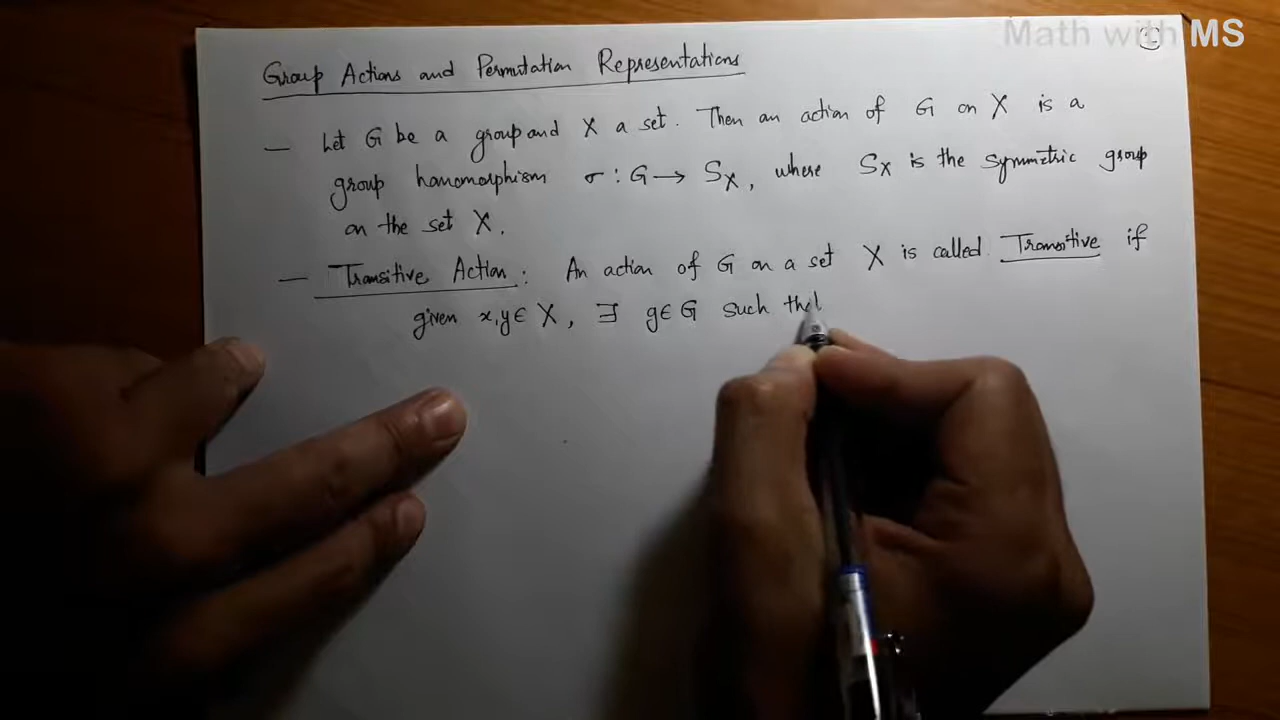 Math with MS
①
Group Actions and Permutation Representations
— Let G be a group and X a set. Then an action of G on X is a
group homomorphism σ : G → S_X, where S_X is the symmetric group
on the set X.
— Transitive Action : An action of G on a set X is called Transitive if
given x,y ∈ X, ∃ g ∈ G such that